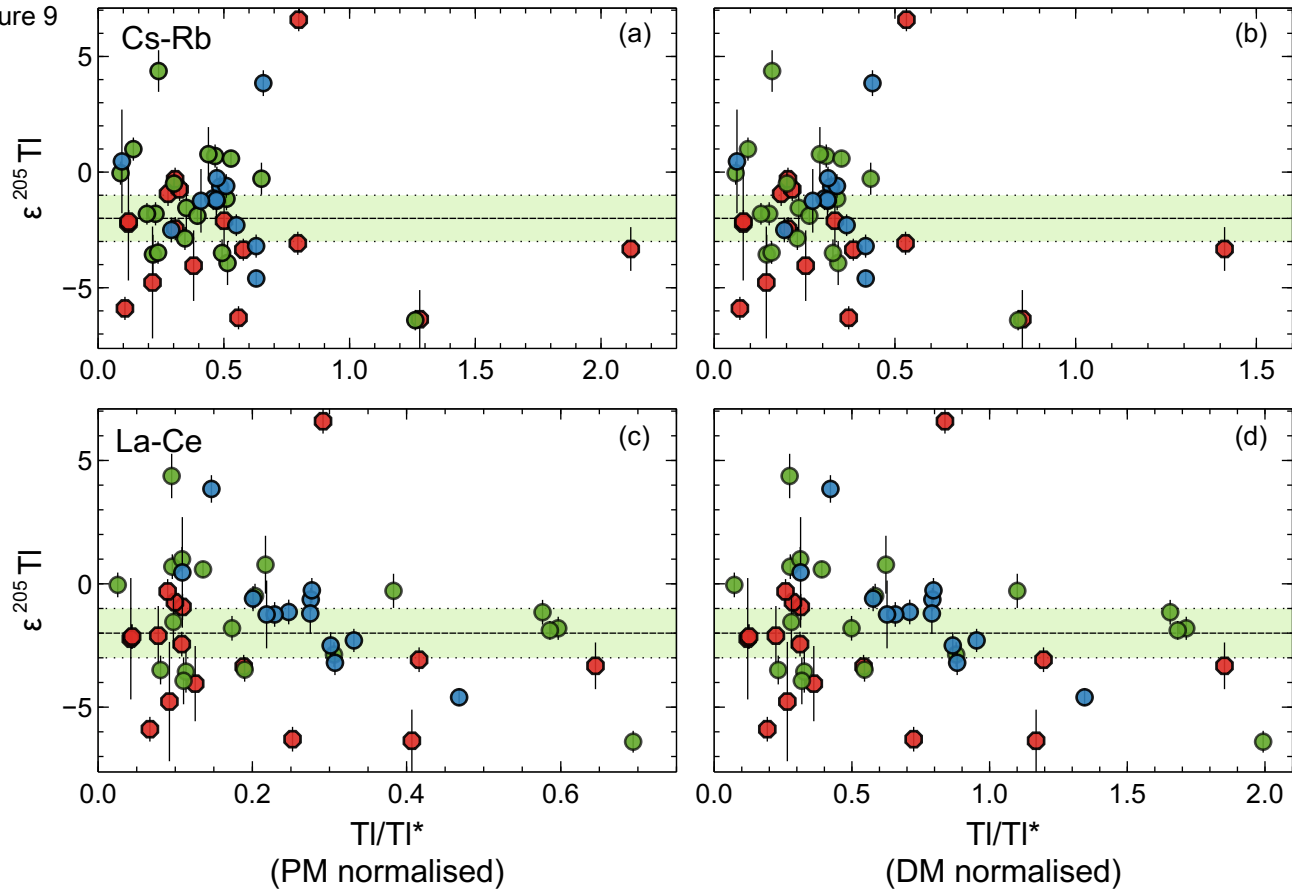 ure 9
Cs-Rb
(a)
(b)
ε ²⁰⁵ Tl
5
0
−5
0.0 0.5 1.0 1.5 2.0
0.0 0.5 1.0 1.5
La-Ce
(c)
(d)
ε ²⁰⁵ Tl
5
0
−5
0.0 0.2 0.4 0.6
0.0 0.5 1.0 1.5 2.0
Tl/Tl*
(PM normalised)
Tl/Tl*
(DM normalised)